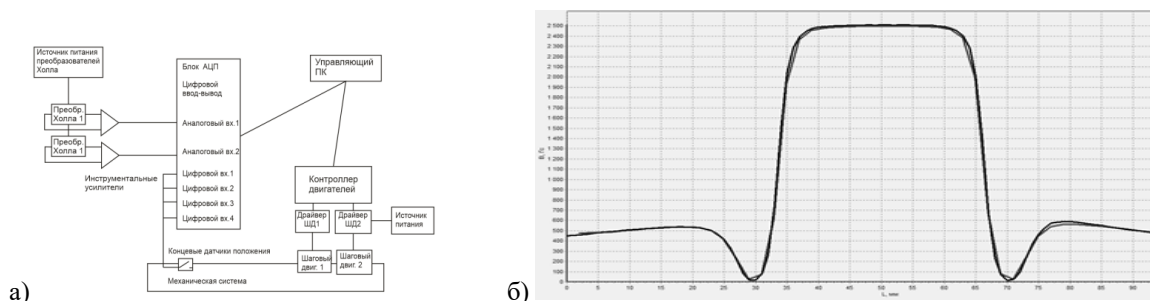 Источник питания
преобразователей
Холла
Блок АЦП
Цифровой
ввод-вывод
Управляющий
ПК
Преобр.
Холла 1
Аналоговый вх.1
Преобр.
Холла 1
Аналоговый вх.2
Инструментальные
усилители
Цифровой вх.1
Цифровой вх.2
Цифровой вх.3
Цифровой вх.4
Контроллер
двигателей
Драйвер
ШД1
Драйвер
ШД2
Источник
питания
Концевые датчики положения
Шаговый
двиг. 1
Шаговый
двиг. 2
Механическая система
а)
б)
2 500
2 400
2 300
2 200
2 100
2 000
1 900
1 800
1 700
1 600
1 500
1 400
1 300
1 200
1 100
1 000
900
800
700
600
500
400
300
200
100
0
B, Гс
0 5 10 15 20 25 30 35 40 45 50 55 60 65 70 75 80 85 90
L, мм